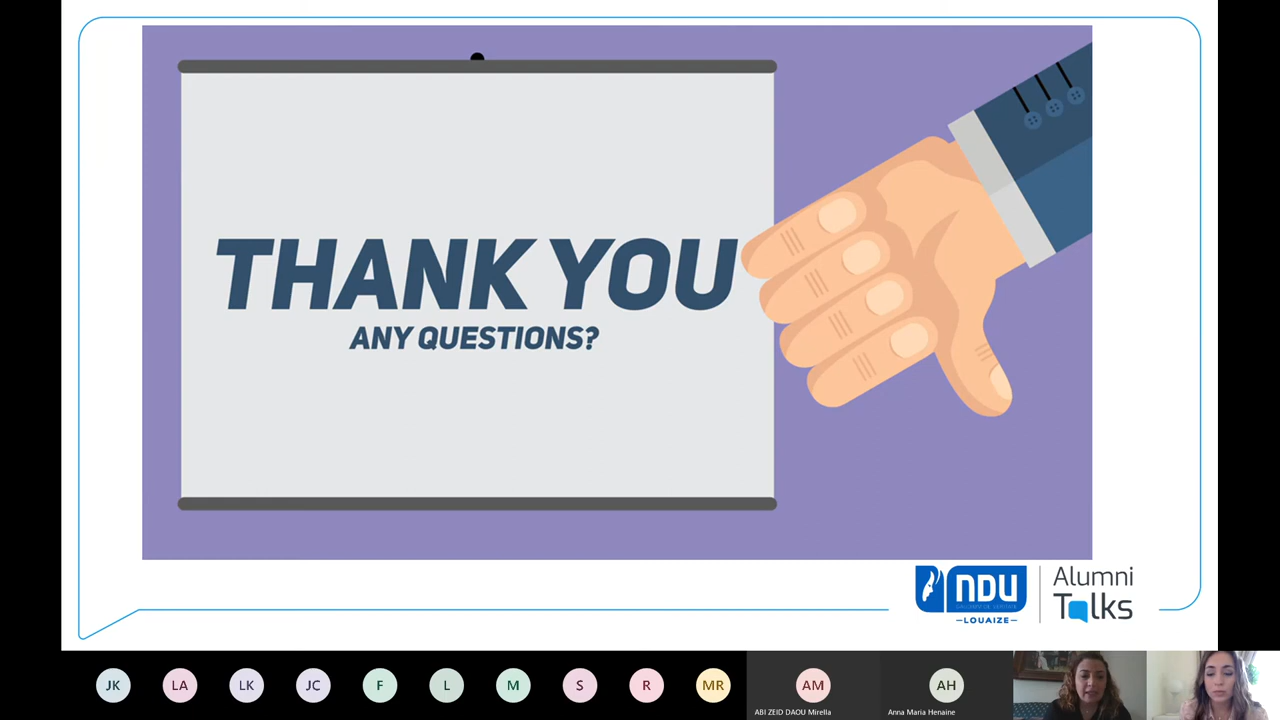 THANK YOU
ANY QUESTIONS?
NDU
LOUAIZE
Alumni
Talks
JK
LA
LK
JC
F
L
M
S
R
MR
AM
AH
ABI ZEID DAOU Mirella
Anna Maria Henaine